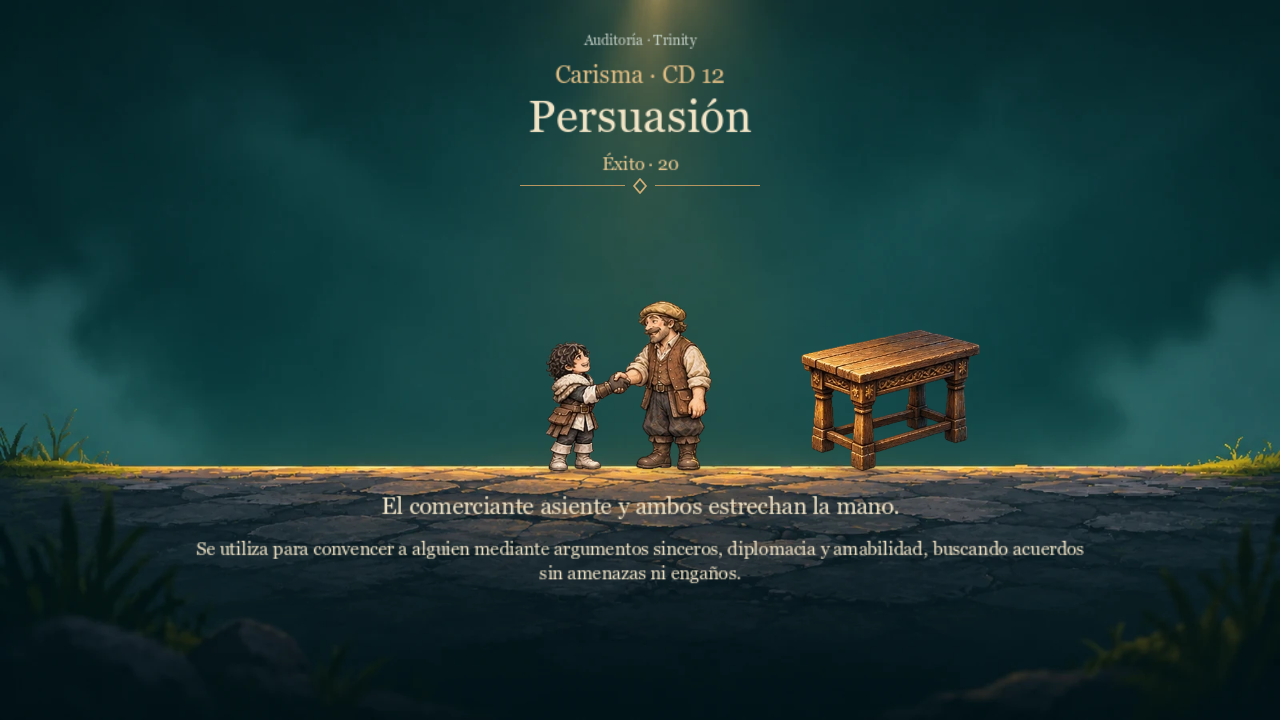 Auditoría · Trinity
Carisma · CD 12
Persuasión
Éxito · 20
El comerciante asiente y ambos estrechan la mano.
Se utiliza para convencer a alguien mediante argumentos sinceros, diplomacia y amabilidad, buscando acuerdos
sin amenazas ni engaños.